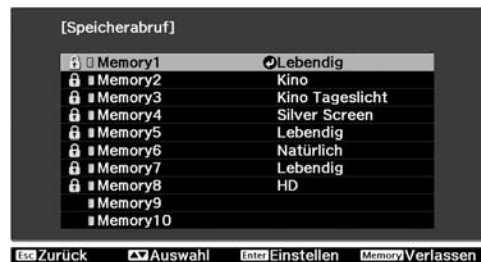 [Speicherabruf]
Memory1 Lebendig
Memory2 Kino
Memory3 Kino Tageslicht
Memory4 Silver Screen
Memory5 Lebendig
Memory6 Natürlich
Memory7 Lebendig
Memory8 HD
Memory9
Memory10
Esc Zurück Auswahl Enter Einstellen Memory Verlassen